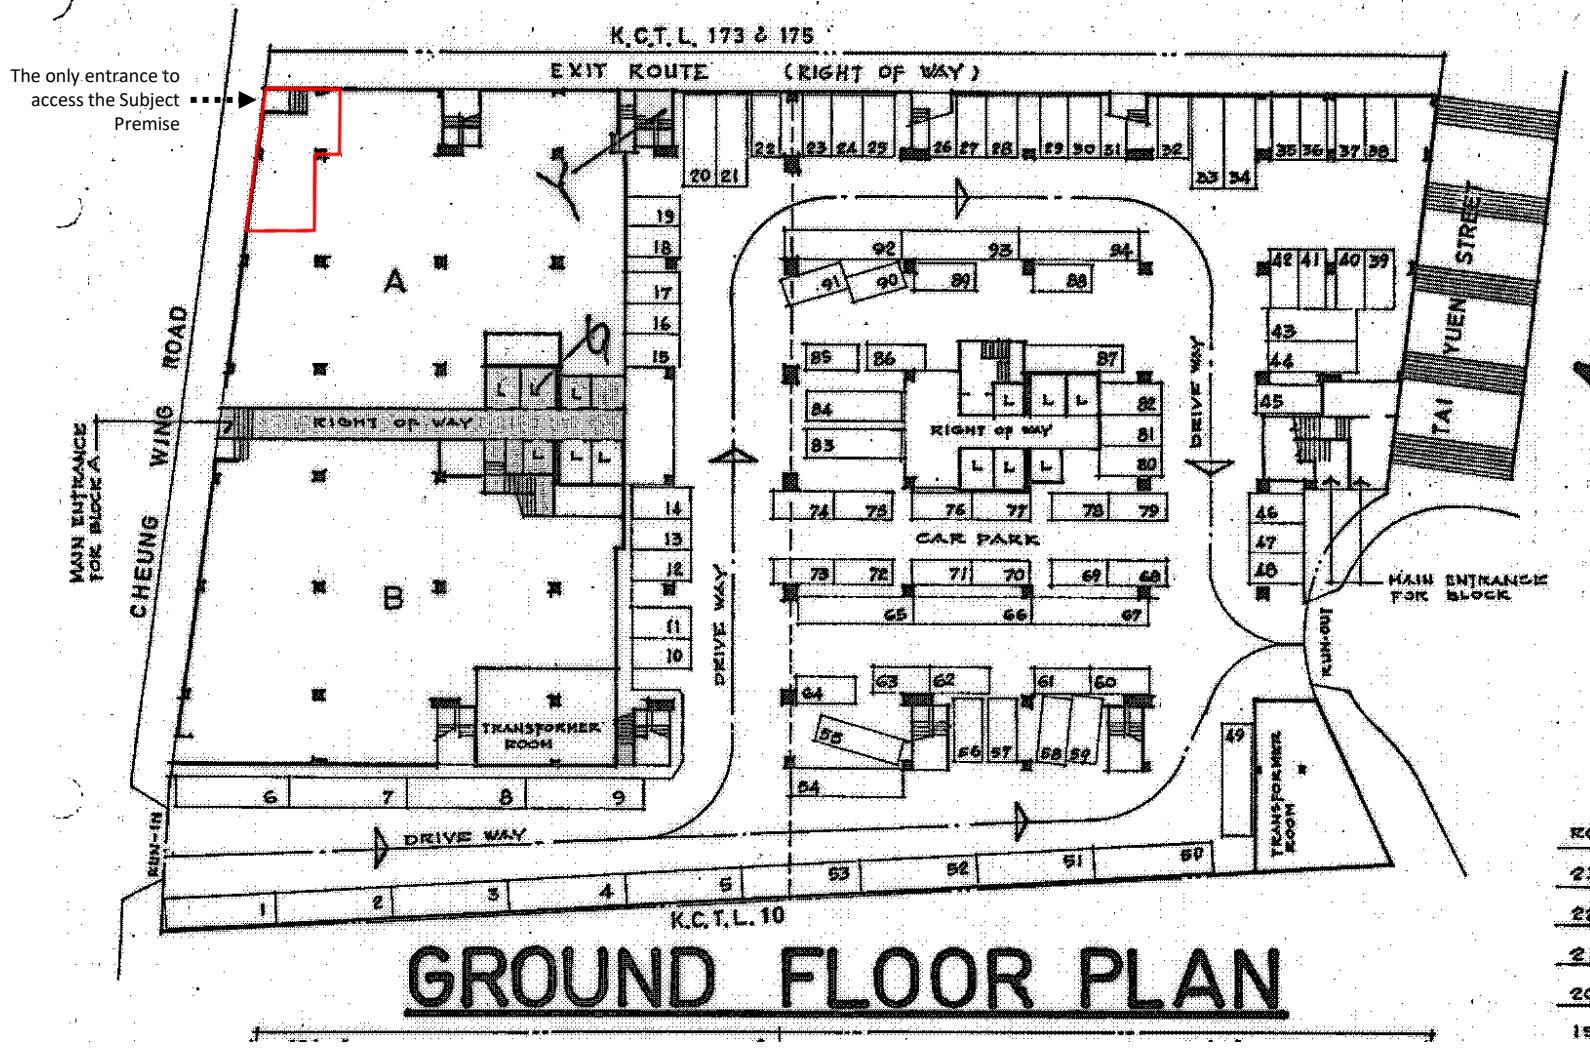 K.C.T.L. 173 & 175
EXIT ROUTE (RIGHT OF WAY)
The only entrance to
access the Subject
Premise
20 21 22 23 24 25 26 27 28 29 30 31 32 33 34 35 36 37 38
19
18
17
16
15
92 93 94
91 90 89 88
42 41 40 39
43
44
45
A
85 86 87
84
83
82
81
80
L L L
L L L
RIGHT OF WAY
RIGHT OF WAY
7
L L L
L L L
CHEUNG WING ROAD
TAI YUEN STREET
MAIN ENTRANCE
FOR BLOCK A
DRIVE WAY
DRIVE WAY
14
13
12
11
10
74 75 76 77 78 79
CAR PARK
73 72 71 70 69 68
65 66 67
46
47
48
MAIN ENTRANCE
FOR BLOCK
RUN-OUT
B
64 63 62 61 60
55 56 57 58 59
54
49
TRANSFORMER
ROOM
TRANSFORMER
ROOM
6 7 8 9
RUN-IN
DRIVE WAY
1 2 3 4 5 53 52 51 50
K.C.T.L. 10
GROUND FLOOR PLAN